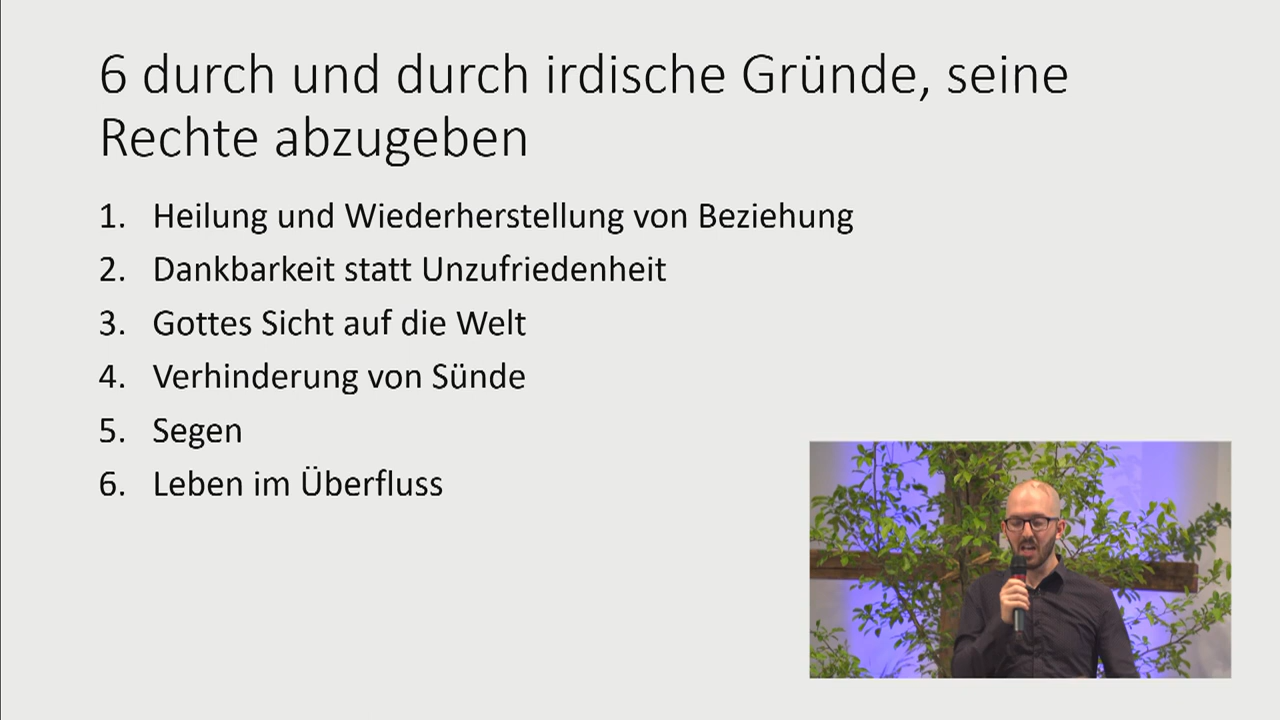 6 durch und durch irdische Gründe, seine
Rechte abzugeben
1. Heilung und Wiederherstellung von Beziehung
2. Dankbarkeit statt Unzufriedenheit
3. Gottes Sicht auf die Welt
4. Verhinderung von Sünde
5. Segen
6. Leben im Überfluss